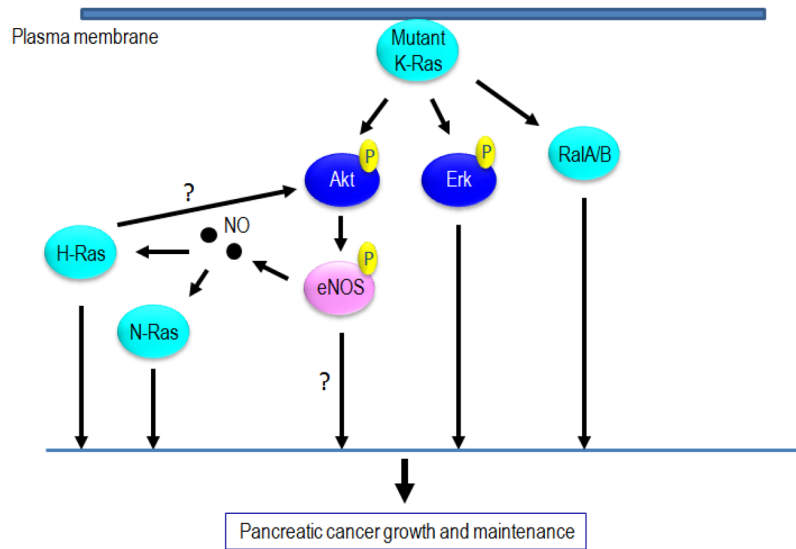 Plasma membrane
Mutant
K-Ras
P
P
Akt
Erk
RalA/B
?
NO
H-Ras
P
eNOS
N-Ras
?
Pancreatic cancer growth and maintenance